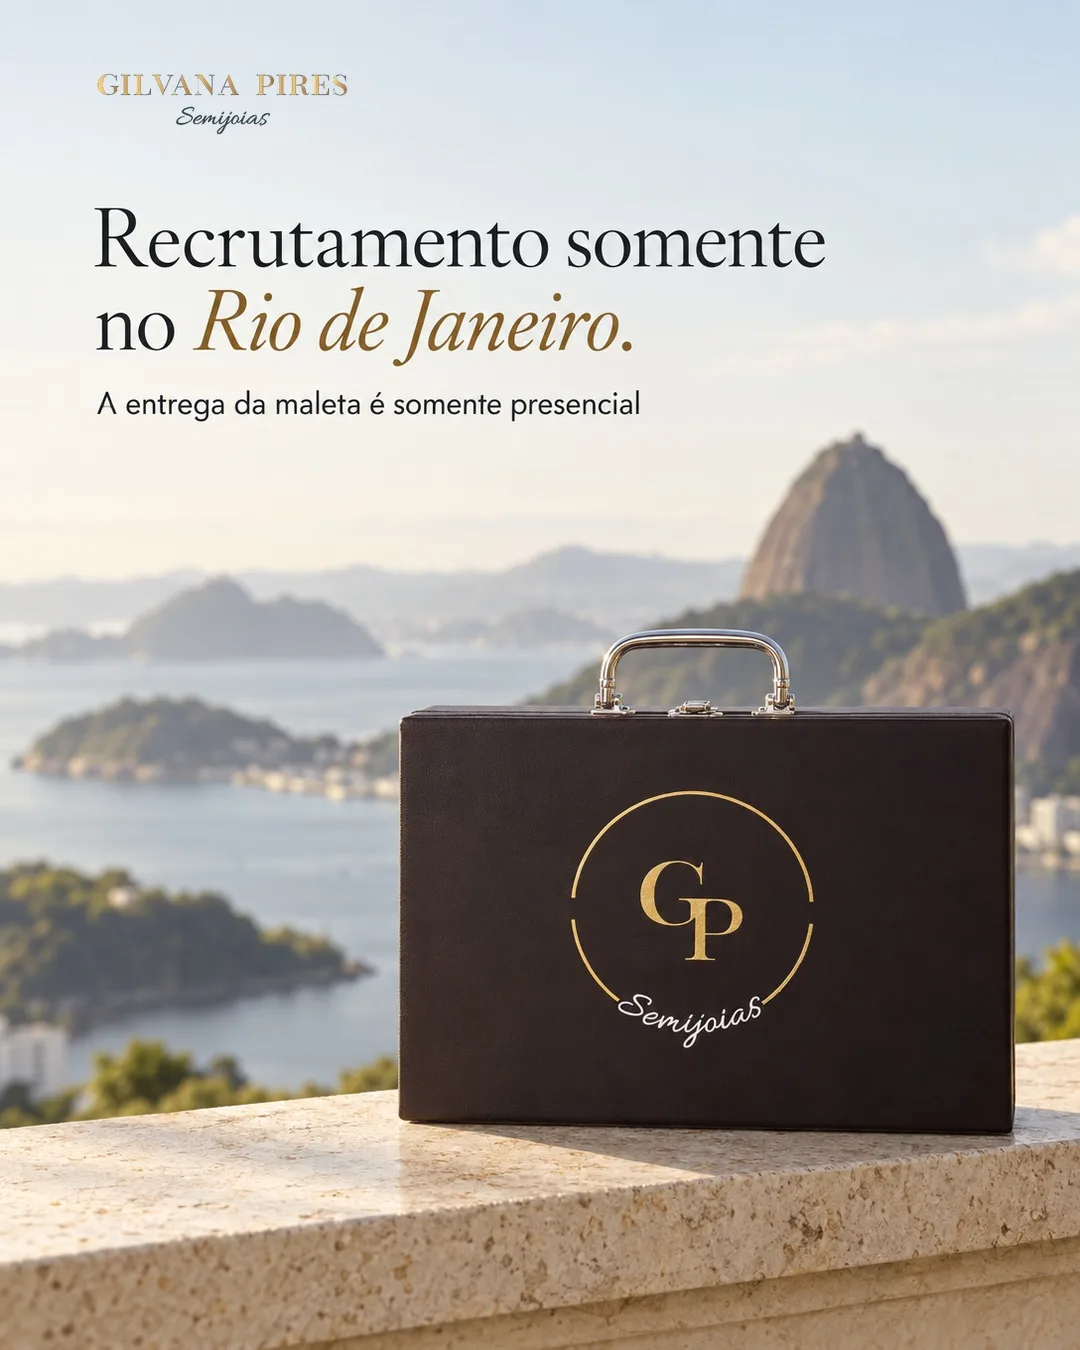 GILVANA PIRES
Semijoias
Recrutamento somente
no Rio de Janeiro.
A entrega da maleta é somente presencial
GP
Semijoias